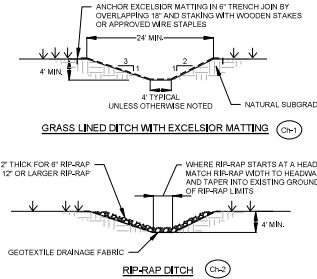 ANCHOR EXCELSIOR MATTING IN 6" TRENCH JOIN BY
OVERLAPPING 18" AND STAKING WITH WOODEN STAKES
OR APPROVED WIRE STAPLES
24' MIN.
3
1
1
2
4' MIN.
4' TYPICAL
UNLESS OTHERWISE NOTED
NATURAL SUBGRAD
GRASS LINED DITCH WITH EXCELSIOR MATTING
Ch-1
2" THICK FOR 6" RIP-RAP
12" OR LARGER RIP-RAP
WHERE RIP-RAP STARTS AT A HEAD
MATCH RIP-RAP WIDTH TO HEADWA
AND TAPER INTO EXISTING GROUND
OF RIP-RAP LIMITS
4' MIN.
GEOTEXTILE DRAINAGE FABRIC
RIP-RAP DITCH
Ch-2